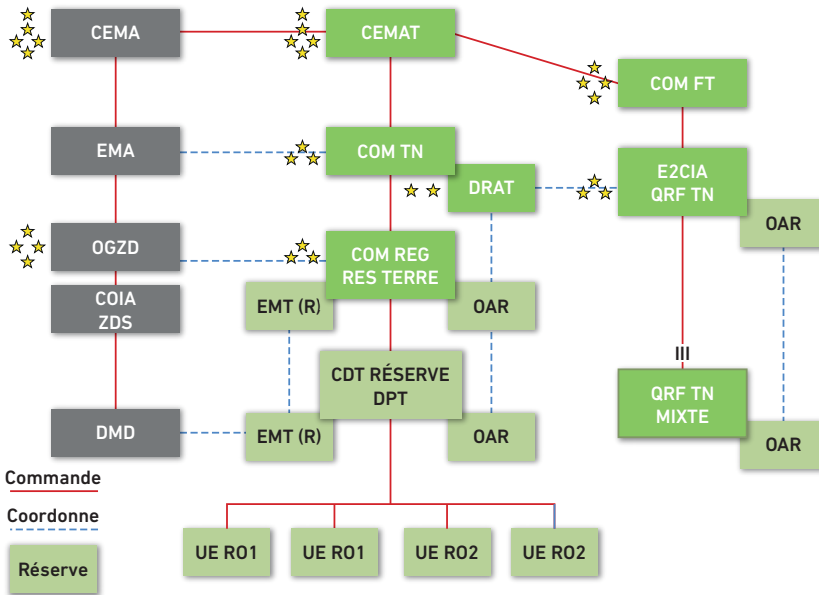 CEMA
CEMAT
COM FT
EMA
COM TN
DRAT
E2CIA
QRF TN
OAR
OGZD
COM REG
RES TERRE
COIA
ZDS
EMT (R)
OAR
III
CDT RÉSERVE
DPT
QRF TN
MIXTE
DMD
EMT (R)
OAR
OAR
Commande
Coordonne
Réserve
UE RO1
UE RO1
UE RO2
UE RO2